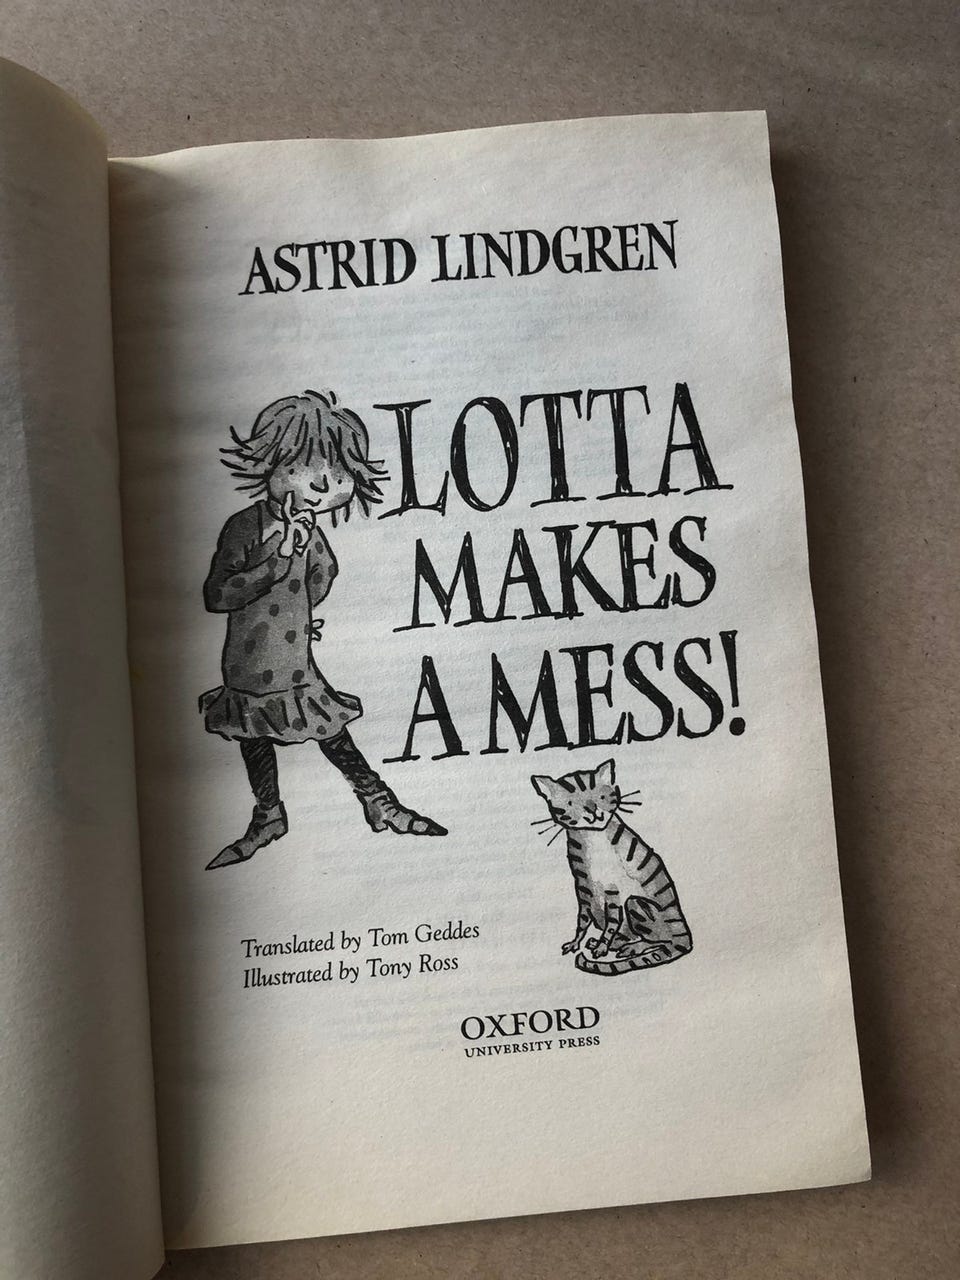 ASTRID LINDGREN
LOTTA
MAKES
A MESS!
Translated by Tom Geddes
Illustrated by Tony Ross
OXFORD
UNIVERSITY PRESS